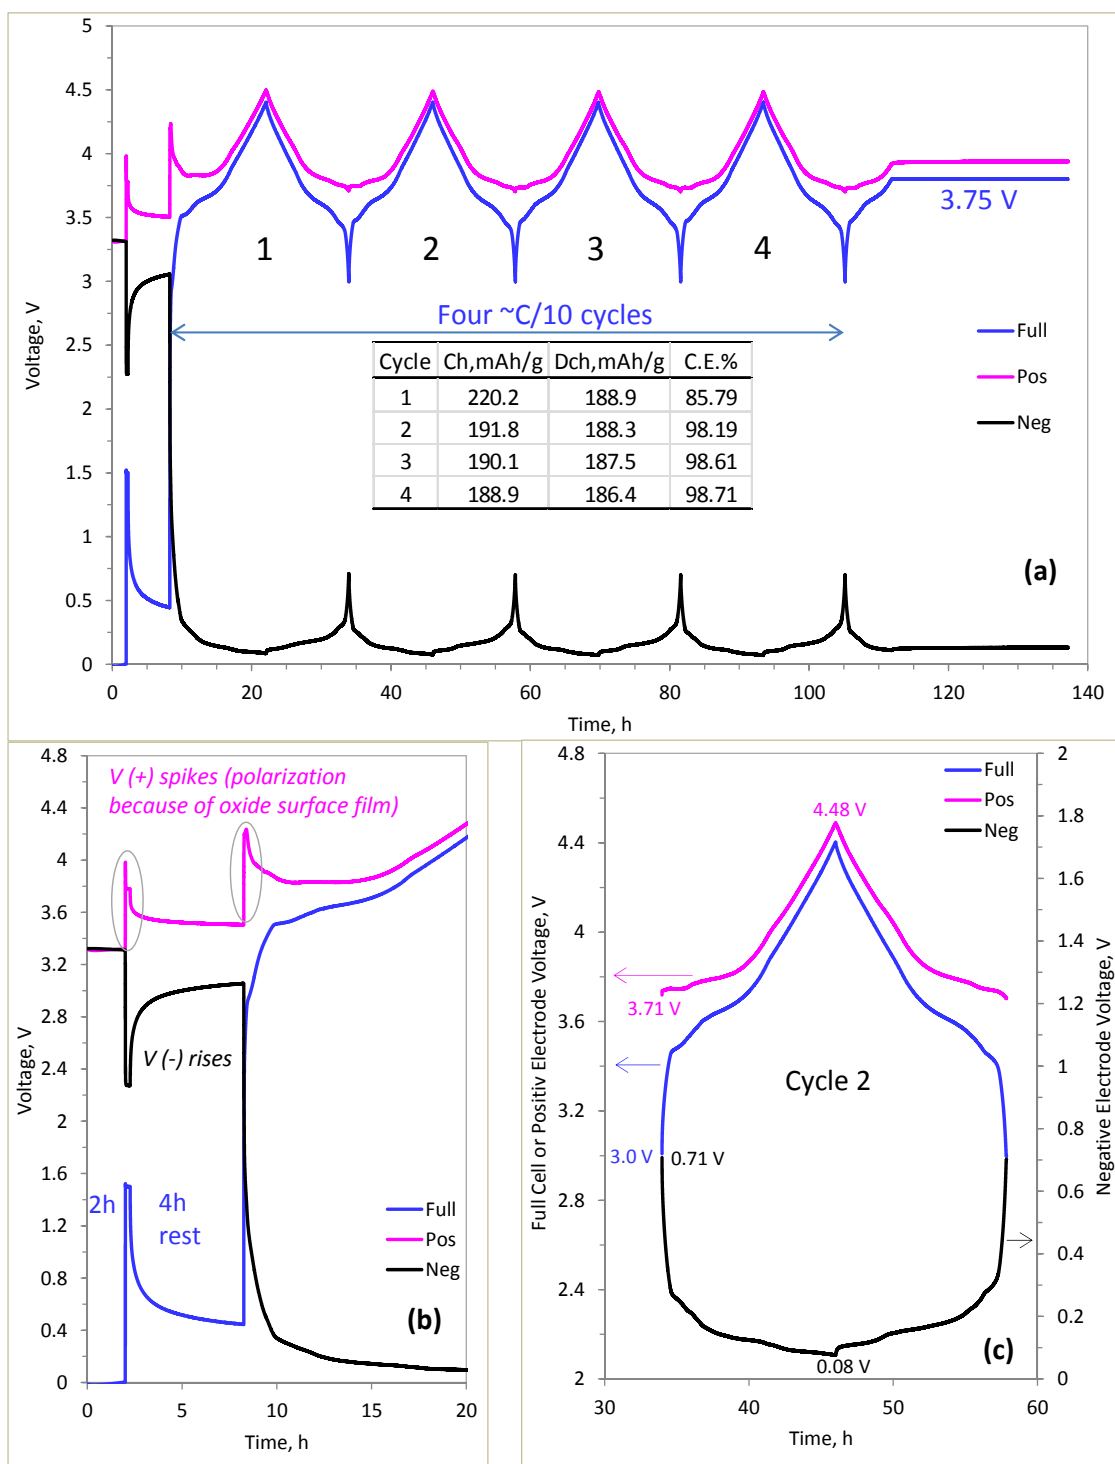 5
4.5
4
3.5
3
2.5
2
1.5
1
0.5
0
Voltage, V
0 20 40 60 80 100 120 140
Time, h
1 2 3 4
3.75 V
Four ~C/10 cycles
Full
Pos
Neg
Cycle Ch,mAh/g Dch,mAh/g C.E.%
1 220.2 188.9 85.79
2 191.8 188.3 98.19
3 190.1 187.5 98.61
4 188.9 186.4 98.71
(a)
4.8
4.4
4
3.6
3.2
2.8
2.4
2
1.6
1.2
0.8
0.4
0
Voltage, V
0 5 10 15 20
Time, h
V (+) spikes (polarization
because of oxide surface film)
V (-) rises
2h
4h
rest
Full
Pos
Neg
(b)
4.8
4.4
4
3.6
3.2
2.8
2.4
2
Full Cell or Positiv Electrode Voltage, V
2
1.8
1.6
1.4
1.2
1
0.8
0.6
0.4
0.2
0
Negative Electrode Voltage, V
30 40 50 60
Time, h
Full
Pos
Neg
4.48 V
3.71 V
Cycle 2
3.0 V
0.71 V
0.08 V
(c)